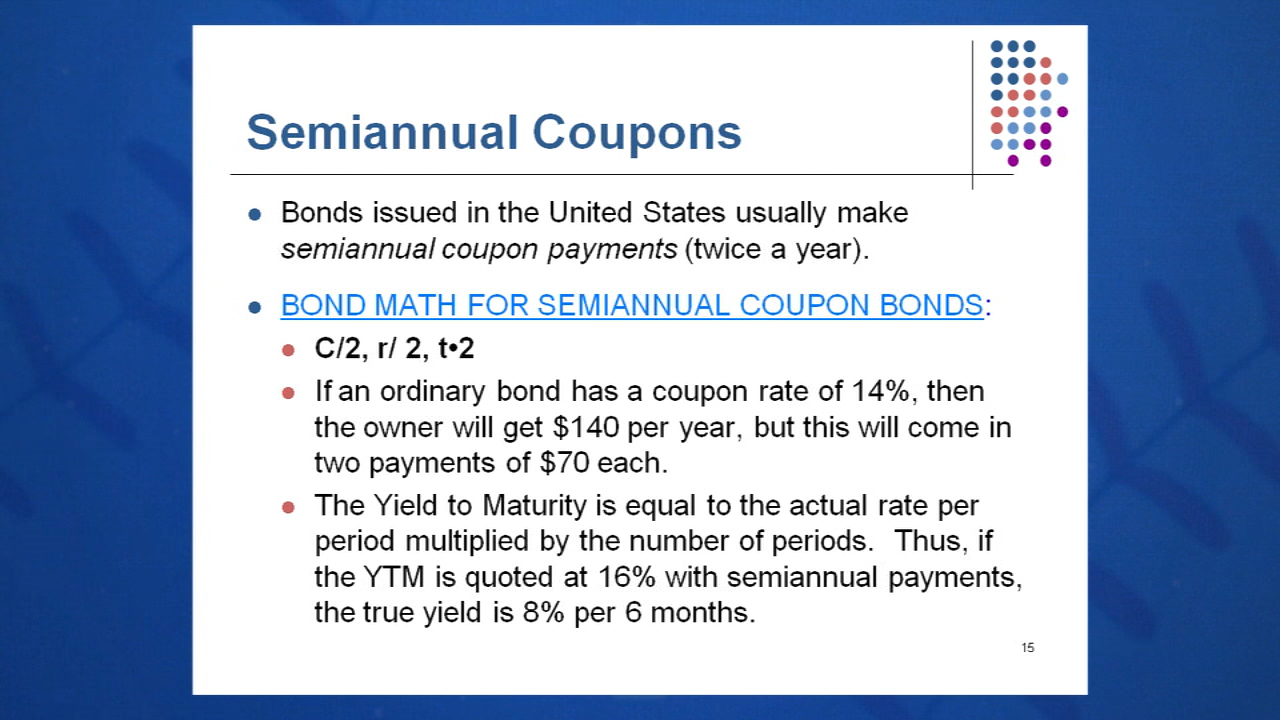 Semiannual Coupons
Bonds issued in the United States usually make
semiannual coupon payments (twice a year).
BOND MATH FOR SEMIANNUAL COUPON BONDS:
C/2, r/ 2, t•2
If an ordinary bond has a coupon rate of 14%, then
the owner will get $140 per year, but this will come in
two payments of $70 each.
The Yield to Maturity is equal to the actual rate per
period multiplied by the number of periods.  Thus, if
the YTM is quoted at 16% with semiannual payments,
the true yield is 8% per 6 months.
15